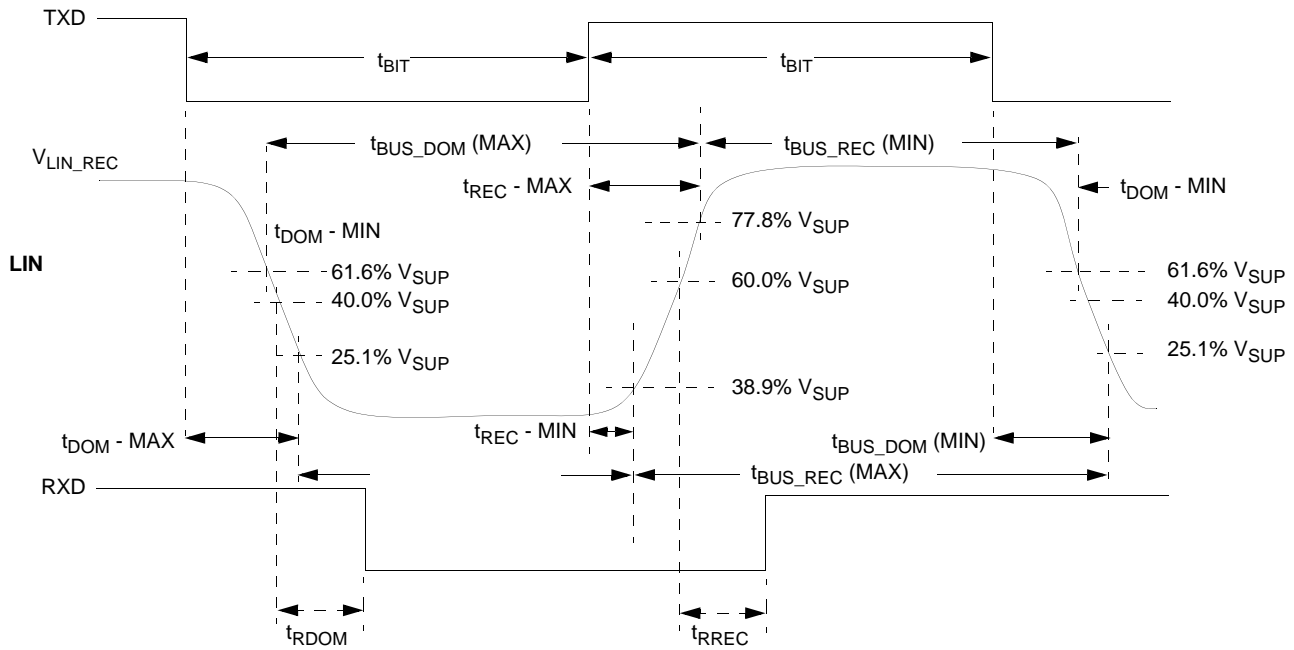 TXD
tBIT
tBIT
tBUS_DOM (MAX)
tBUS_REC (MIN)
VLIN_REC
tREC - MAX
tDOM - MIN
77.8% VSUP
tDOM - MIN
LIN
61.6% VSUP
60.0% VSUP
61.6% VSUP
40.0% VSUP
40.0% VSUP
25.1% VSUP
25.1% VSUP
38.9% VSUP
tDOM - MAX
tREC - MIN
tBUS_DOM (MIN)
tBUS_REC (MAX)
RXD
tRDOM
tRREC